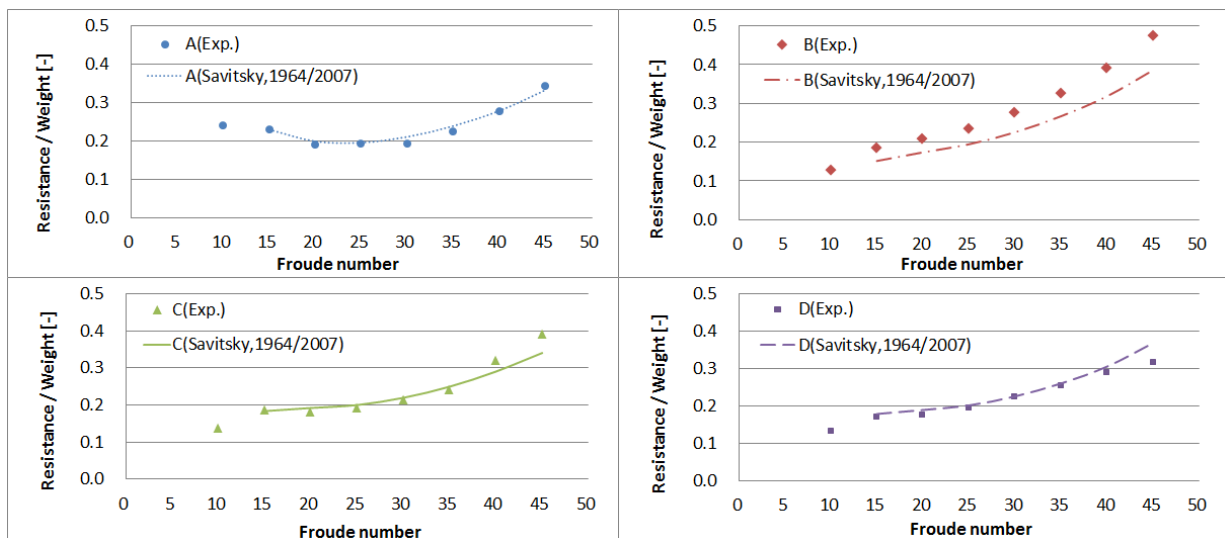 Resistance / Weight [-]
0.5
0.4
0.3
0.2
0.1
0.0
A(Exp.)
A(Savitsky,1964/2007)
0 5 10 15 20 25 30 35 40 45 50
Froude number
Resistance / Weight [-]
0.5
0.4
0.3
0.2
0.1
0.0
B(Exp.)
B(Savitsky,1964/2007)
0 5 10 15 20 25 30 35 40 45 50
Froude number
Resistance / Weight [-]
0.5
0.4
0.3
0.2
0.1
0.0
C(Exp.)
C(Savitsky,1964/2007)
0 5 10 15 20 25 30 35 40 45 50
Froude number
Resistance / Weight [-]
0.5
0.4
0.3
0.2
0.1
0.0
D(Exp.)
D(Savitsky,1964/2007)
0 5 10 15 20 25 30 35 40 45 50
Froude number